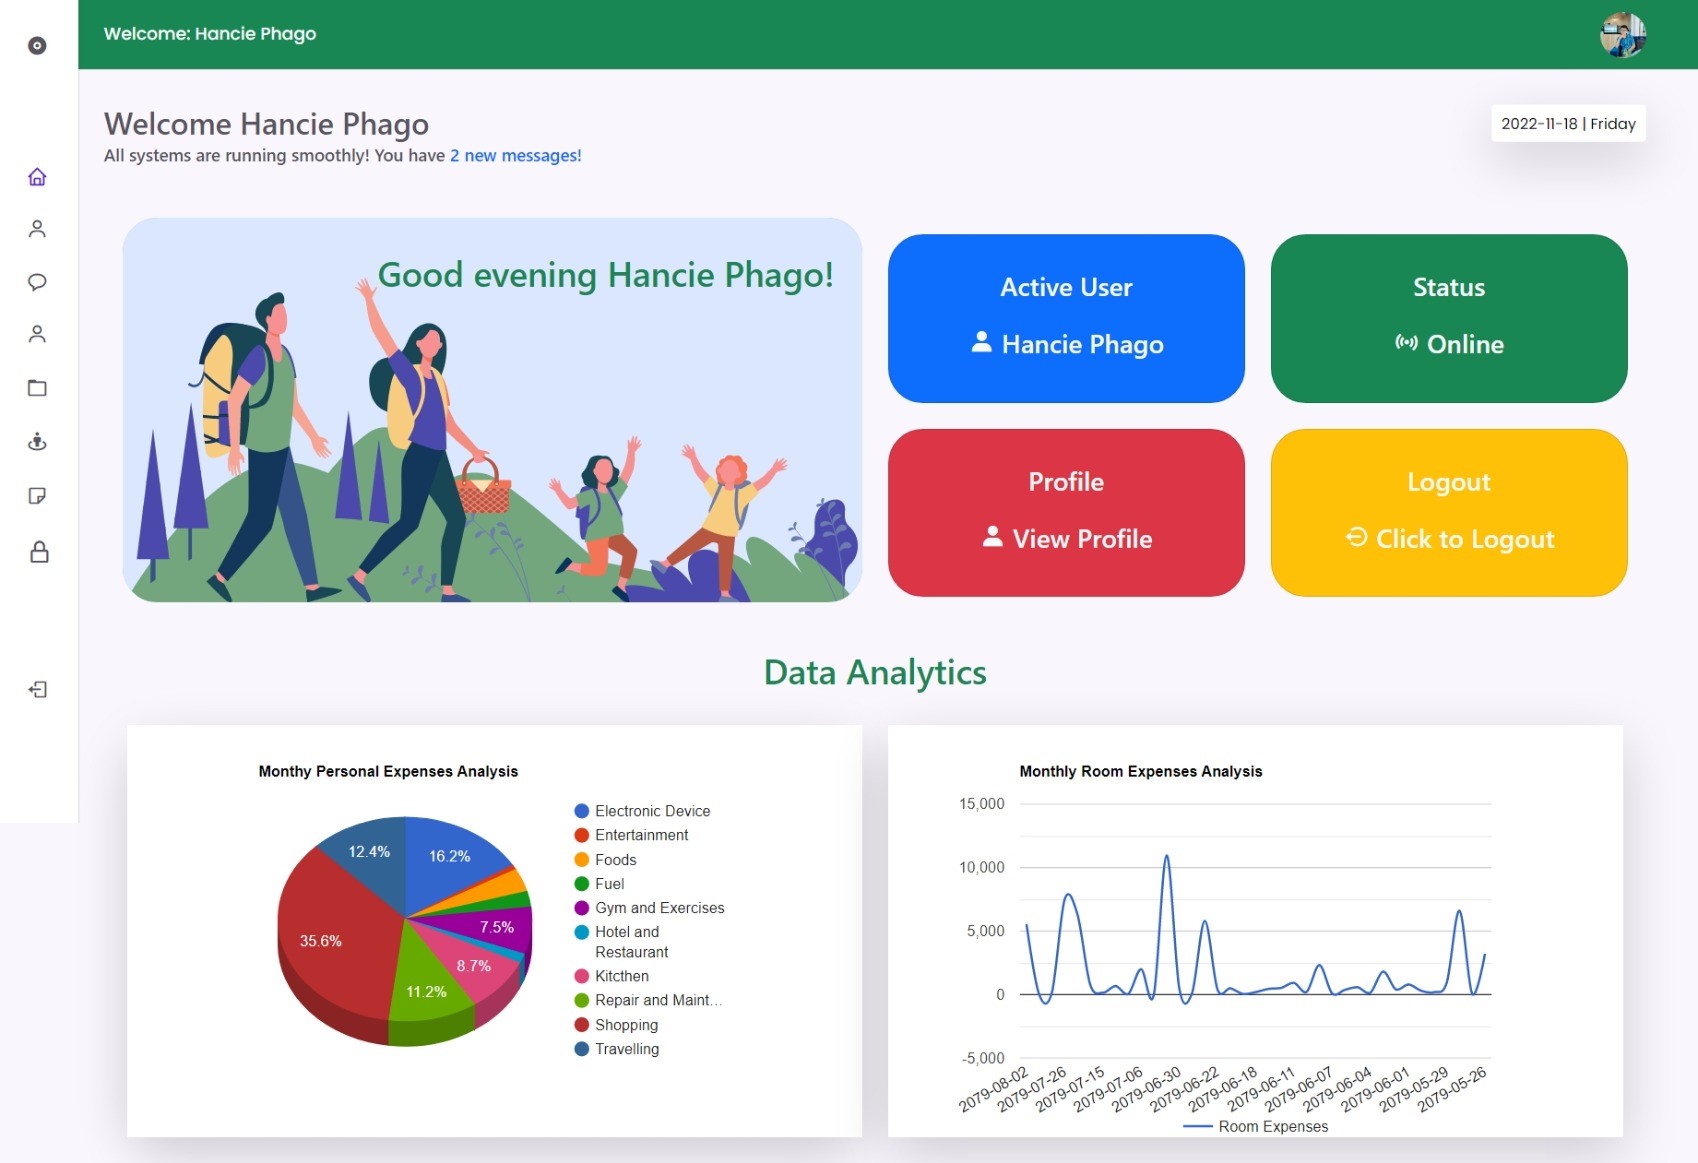 Welcome: Hancie Phago
Welcome Hancie Phago
2022-11-18 | Friday
All systems are running smoothly! You have 2 new messages!
Good evening Hancie Phago!
Active User
Hancie Phago
Status
Online
Profile
View Profile
Logout
Click to Logout
Data Analytics
Monthy Personal Expenses Analysis
12.4%
16.2%
35.6%
7.5%
8.7%
11.2%
Electronic Device
Entertainment
Foods
Fuel
Gym and Exercises
Hotel and
Restaurant
Kitcthen
Repair and Maint...
Shopping
Travelling
Monthly Room Expenses Analysis
15,000
10,000
5,000
0
-5,000
2079-08-02
2079-07-26
2079-07-15
2079-07-06
2079-06-30
2079-06-22
2079-06-18
2079-06-11
2079-06-07
2079-06-04
2079-06-01
2079-05-29
2079-05-26
Room Expenses